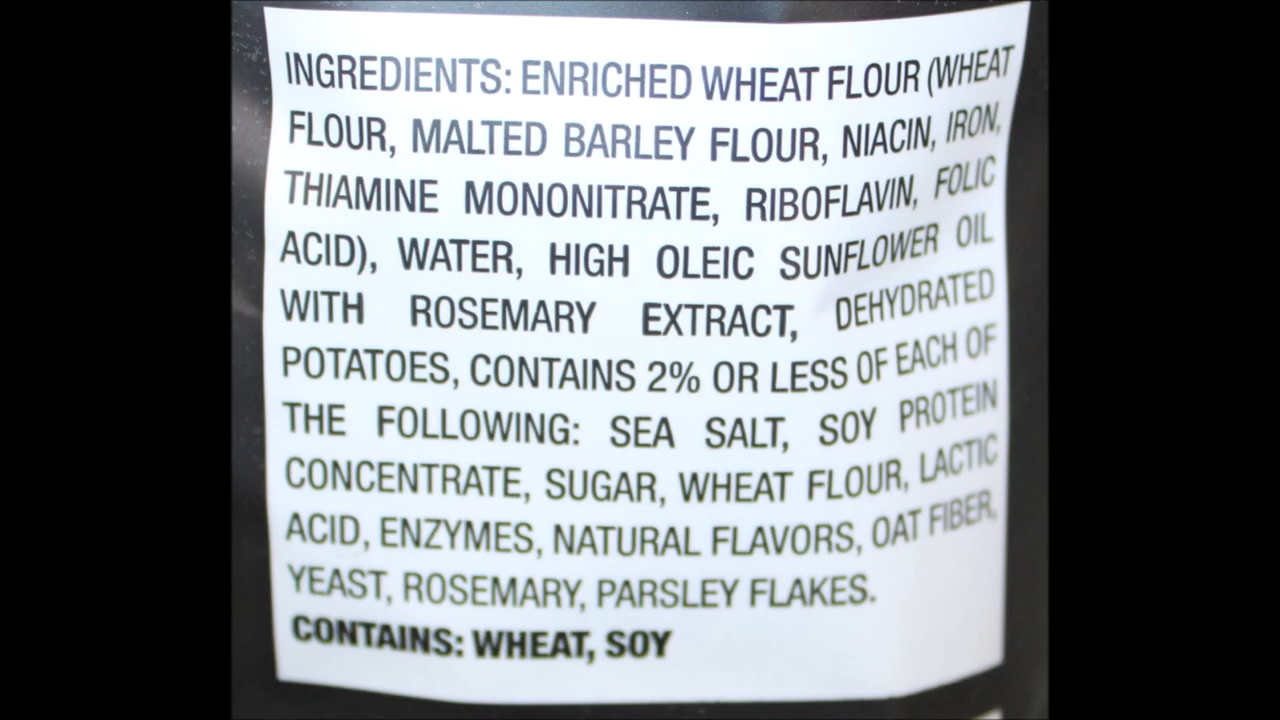 INGREDIENTS: ENRICHED WHEAT FLOUR (WHEAT
FLOUR, MALTED BARLEY FLOUR, NIACIN, IRON,
THIAMINE MONONITRATE, RIBOFLAVIN, FOLIC
ACID), WATER, HIGH OLEIC SUNFLOWER OIL
WITH ROSEMARY EXTRACT, DEHYDRATED
POTATOES, CONTAINS 2% OR LESS OF EACH OF
THE FOLLOWING: SEA SALT, SOY PROTEIN
CONCENTRATE, SUGAR, WHEAT FLOUR, LACTIC
ACID, ENZYMES, NATURAL FLAVORS, OAT FIBER,
YEAST, ROSEMARY, PARSLEY FLAKES.
CONTAINS: WHEAT, SOY